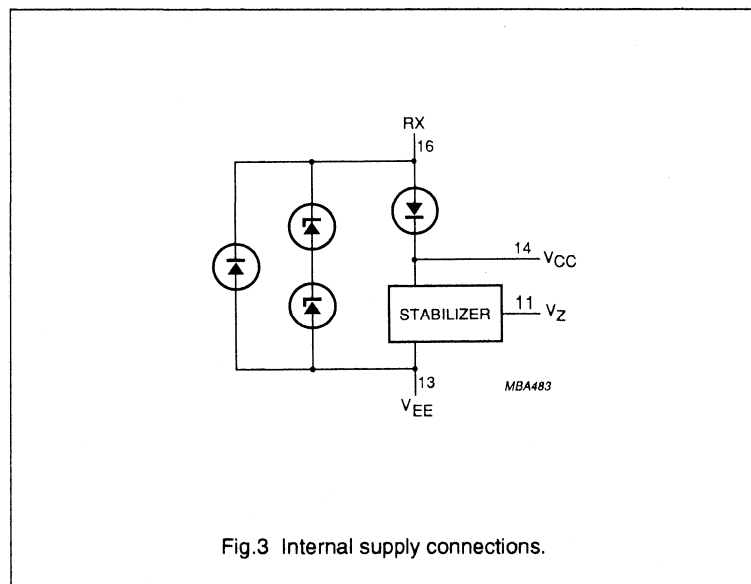 RX
16
14
VCC
STABILIZER
11
VZ
13
VEE
MBA483
Fig.3 Internal supply connections.